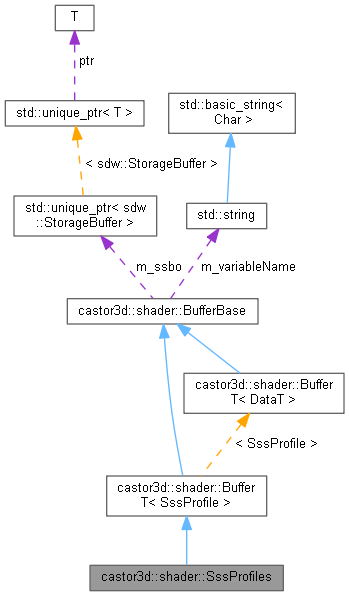 T
ptr
std::unique_ptr< T >
std::basic_string<
Char >
< sdw::StorageBuffer >
std::unique_ptr< sdw
::StorageBuffer >
std::string
m_ssbo
m_variableName
castor3d::shader::BufferBase
castor3d::shader::Buffer
T< DataT >
< SssProfile >
castor3d::shader::Buffer
T< SssProfile >
castor3d::shader::SssProfiles